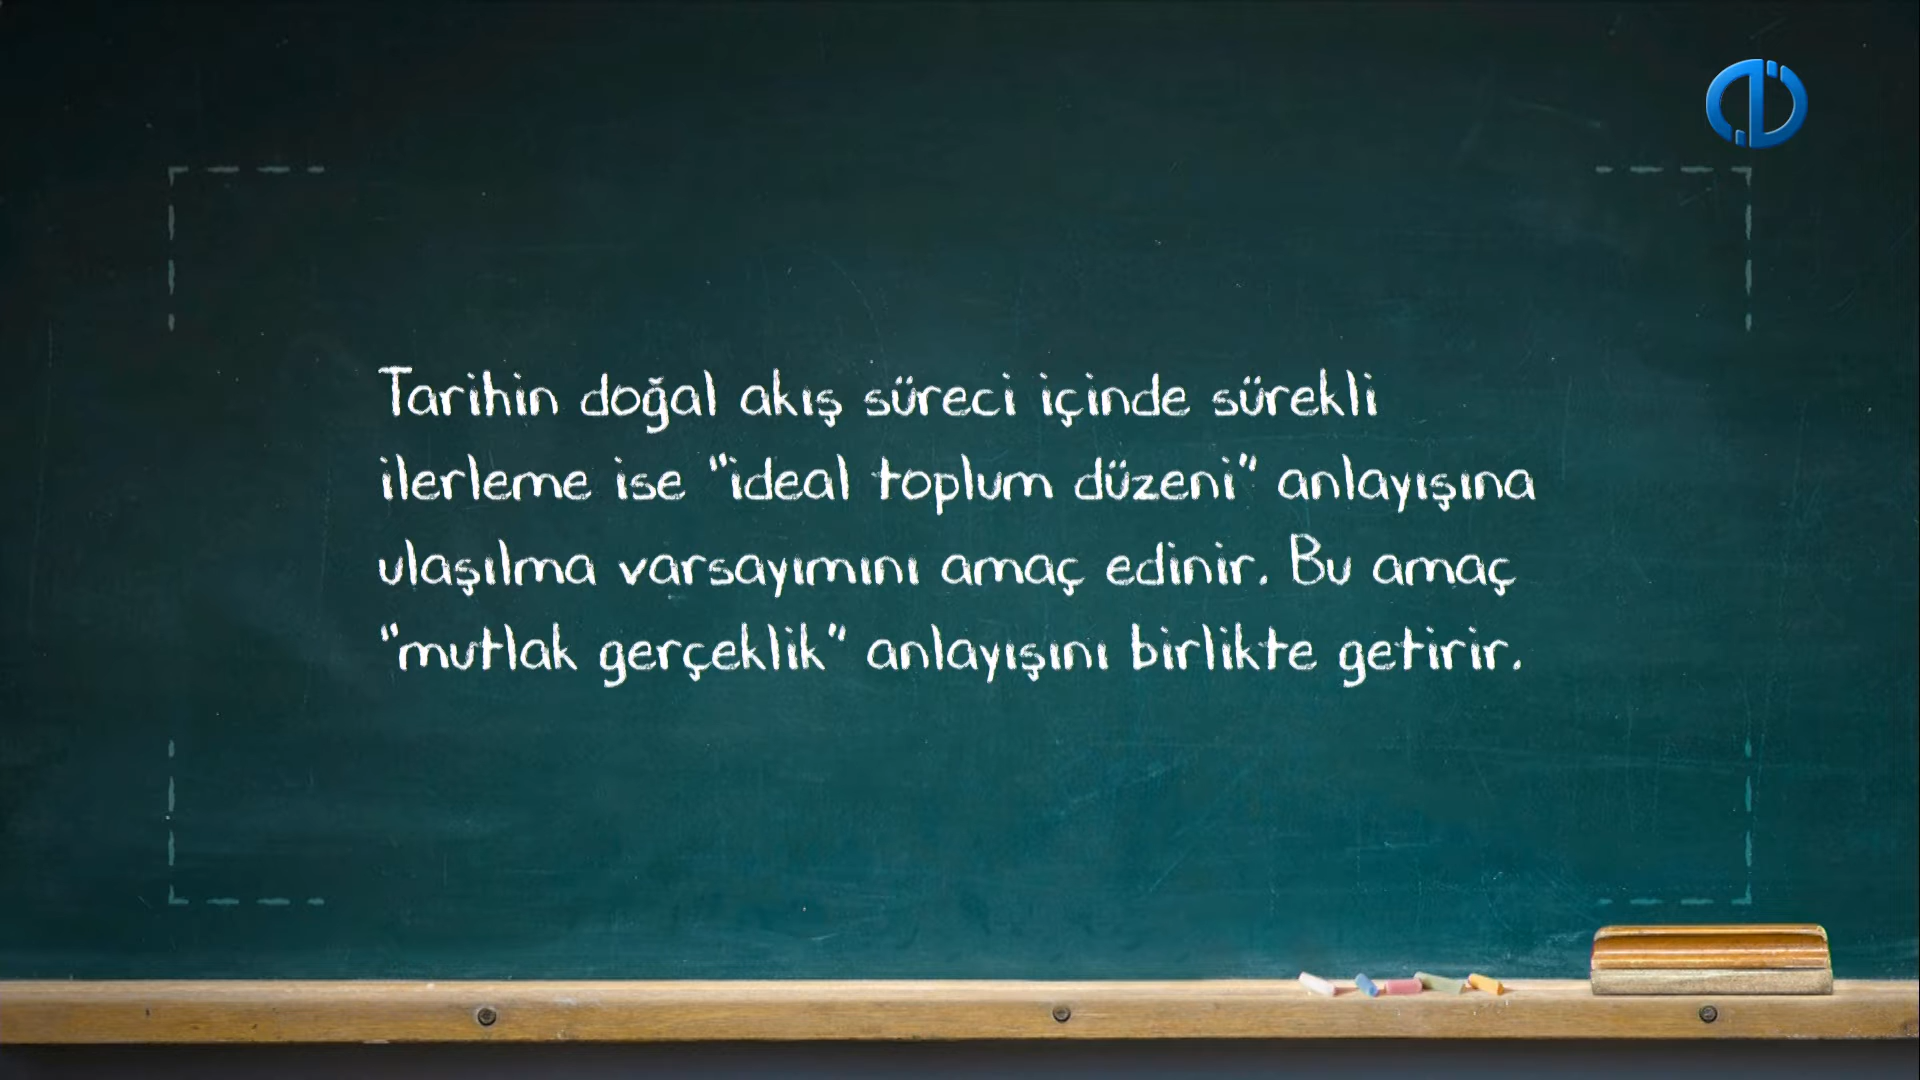 Tarihin doğal akış süreci içinde sürekli
ilerleme ise "ideal toplum düzeni" anlayışına
ulaşılma varsayımını amaç edinir. Bu amaç
"mutlak gerçeklik" anlayışını birlikte getirir.